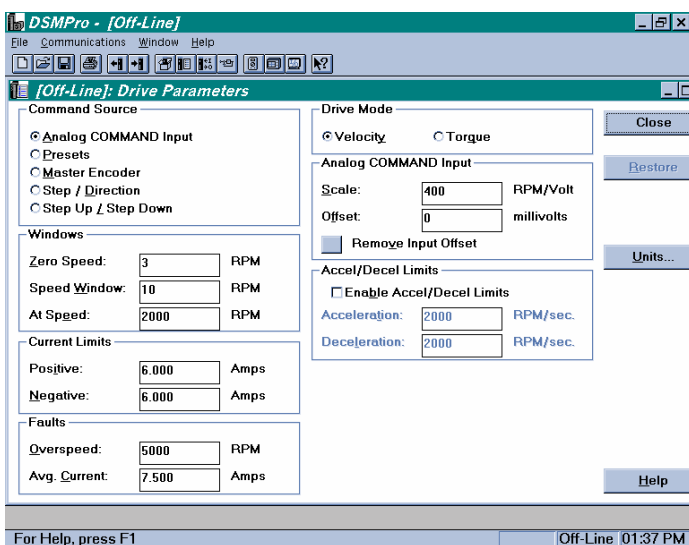 DSMPro - [Off-Line]
File Communications Window Help
[Off-Line]: Drive Parameters
Command Source
Analog COMMAND Input
Presets
Master Encoder
Step / Direction
Step Up / Step Down
Windows
Zero Speed: 3 RPM
Speed Window: 10 RPM
At Speed: 2000 RPM
Current Limits
Positive: 6.000 Amps
Negative: 6.000 Amps
Faults
Overspeed: 5000 RPM
Avg. Current: 7.500 Amps
Drive Mode
Velocity Torque
Analog COMMAND Input
Scale: 400 RPM/Volt
Offset: 0 millivolts
Remove Input Offset
Accel/Decel Limits
Enable Accel/Decel Limits
Acceleration: 2000 RPM/sec.
Deceleration: 2000 RPM/sec.
Close
Restore
Units...
Help
For Help, press F1
Off-Line 01:37 PM